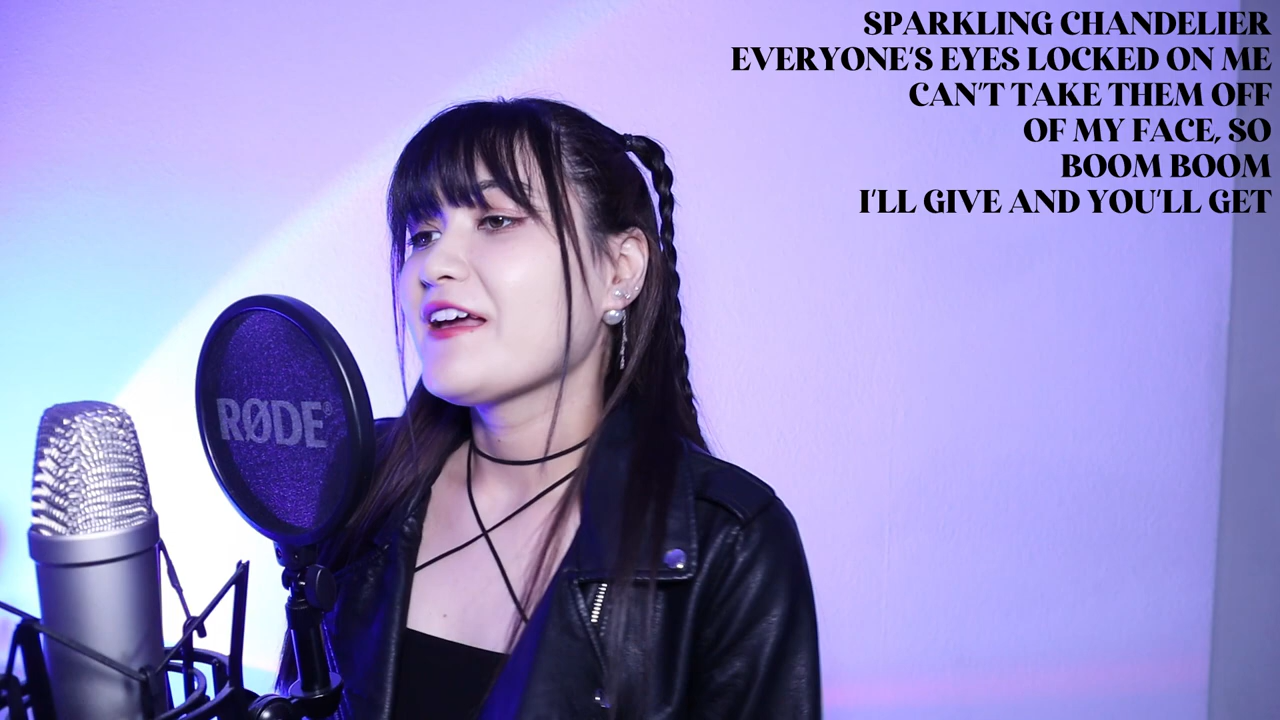 SPARKLING CHANDELIER
EVERYONE'S EYES LOCKED ON ME
CAN'T TAKE THEM OFF
OF MY FACE, SO
BOOM BOOM
I'LL GIVE AND YOU'LL GET
RØDE®